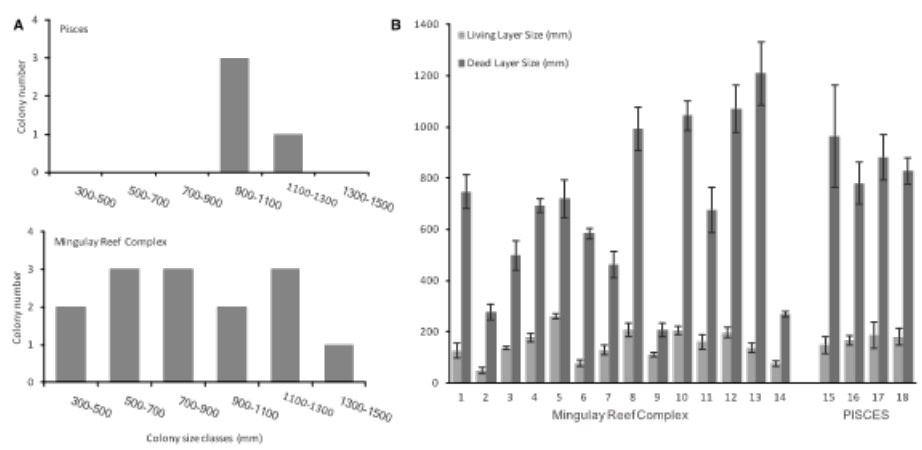 A
Pisces
Colony number
4
3
2
1
0
300-500
500-700
700-900
900-1100
1100-1300
1300-1500
Mingulay Reef Complex
Colony number
4
3
2
1
0
300-500
500-700
700-900
900-1100
1100-1300
1300-1500
Colony size classes (mm)
B
Living Layer Size (mm)
Dead Layer Size (mm)
1400
1200
1000
800
600
400
200
0
1 2 3 4 5 6 7 8 9 10 11 12 13 14 15 16 17 18
Mingulay Reef Complex PISCES